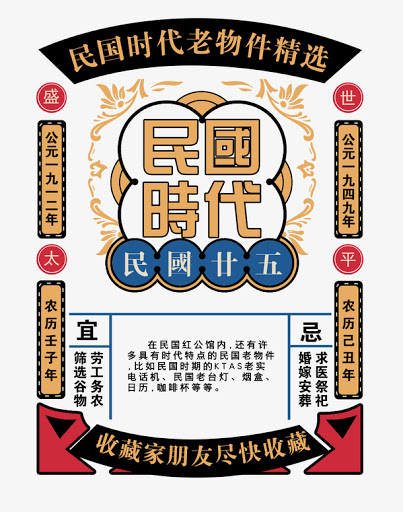 民国时代老物件精选
盛
世
公元一九一二年
公元一九四九年
民國
時代
民國廿五
太
平
农历壬子年
农历己丑年
宜
劳工务农
筛选谷物
在民国红公馆内,还有许
多具有时代特点的民国老物件
,比如民国时期的KTAS老实
电话机、民国老台灯、烟盒、
日历,咖啡杯等等。
忌
求医祭祀
婚嫁安葬
收藏家朋友尽快收藏